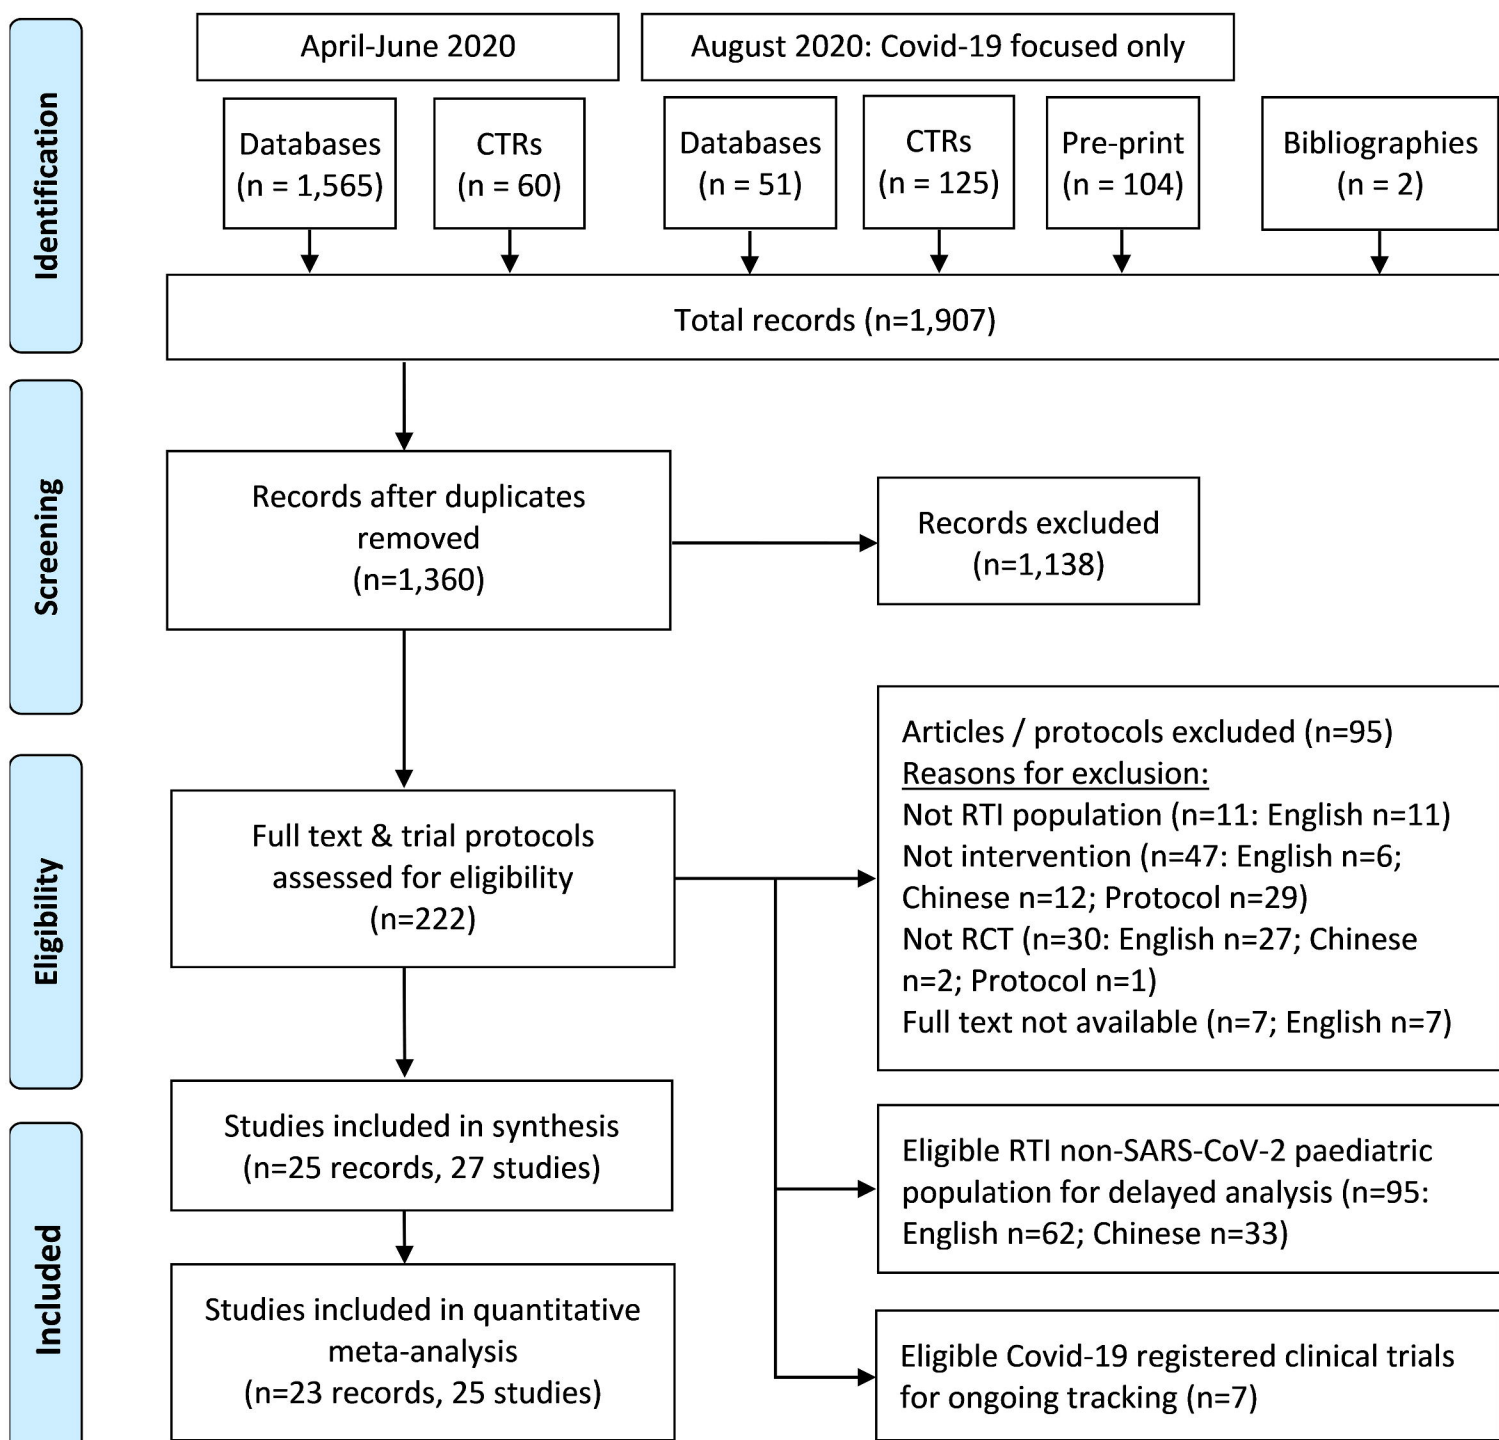 Identification
April-June 2020
August 2020: Covid-19 focused only
Databases
(n = 1,565)
CTRs
(n = 60)
Databases
(n = 51)
CTRs
(n = 125)
Pre-print
(n = 104)
Bibliographies
(n = 2)
Total records (n=1,907)
Screening
Records after duplicates
removed
(n=1,360)
Records excluded
(n=1,138)
Eligibility
Full text & trial protocols
assessed for eligibility
(n=222)
Articles / protocols excluded (n=95)
Reasons for exclusion:
Not RTI population (n=11: English n=11)
Not intervention (n=47: English n=6;
Chinese n=12; Protocol n=29)
Not RCT (n=30: English n=27; Chinese
n=2; Protocol n=1)
Full text not available (n=7; English n=7)
Included
Studies included in synthesis
(n=25 records, 27 studies)
Eligible RTI non-SARS-CoV-2 paediatric
population for delayed analysis (n=95:
English n=62; Chinese n=33)
Studies included in quantitative
meta-analysis
(n=23 records, 25 studies)
Eligible Covid-19 registered clinical trials
for ongoing tracking (n=7)